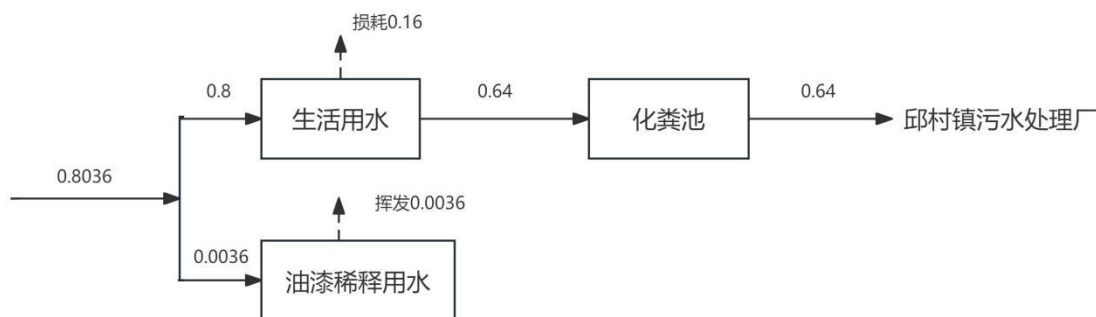 损耗0.16
0.8
生活用水
0.64
化粪池
0.64
邱村镇污水处理厂
0.8036
挥发0.0036
0.0036
油漆稀释用水